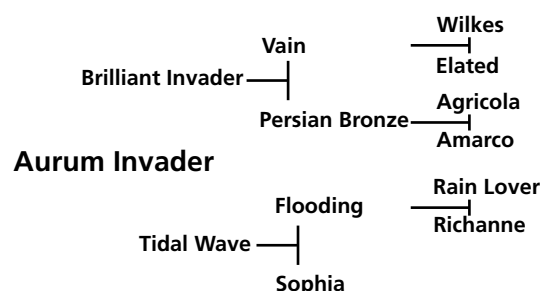 Wilkes
Vain
Elated
Brilliant Invader
Agricola
Persian Bronze
Amarco
Aurum Invader
Rain Lover
Flooding
Richanne
Tidal Wave
Sophia